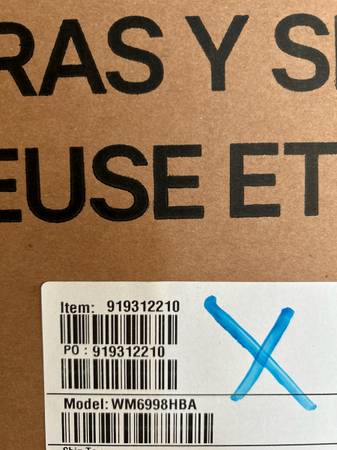 RAS Y
EUSE ET
Item: 919312210
PO : 919312210
Model: WM6998HBA